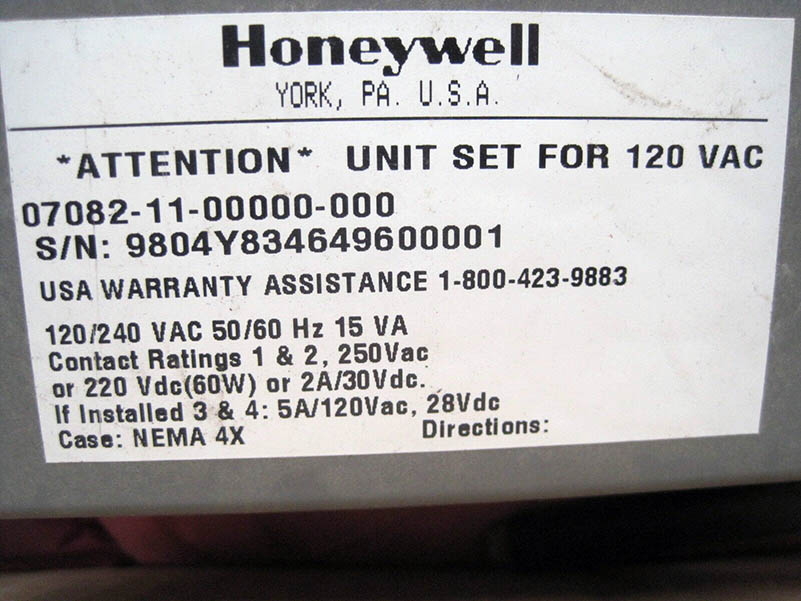 Honeywell
YORK, PA. U.S.A.
*ATTENTION* UNIT SET FOR 120 VAC
07082-11-00000-000
S/N: 9804Y834649600001
USA WARRANTY ASSISTANCE 1-800-423-9883
120/240 VAC 50/60 Hz 15 VA
Contact Ratings 1 & 2, 250Vac
or 220 Vdc(60W) or 2A/30Vdc.
If Installed 3 & 4: 5A/120Vac, 28Vdc
Case: NEMA 4X Directions: